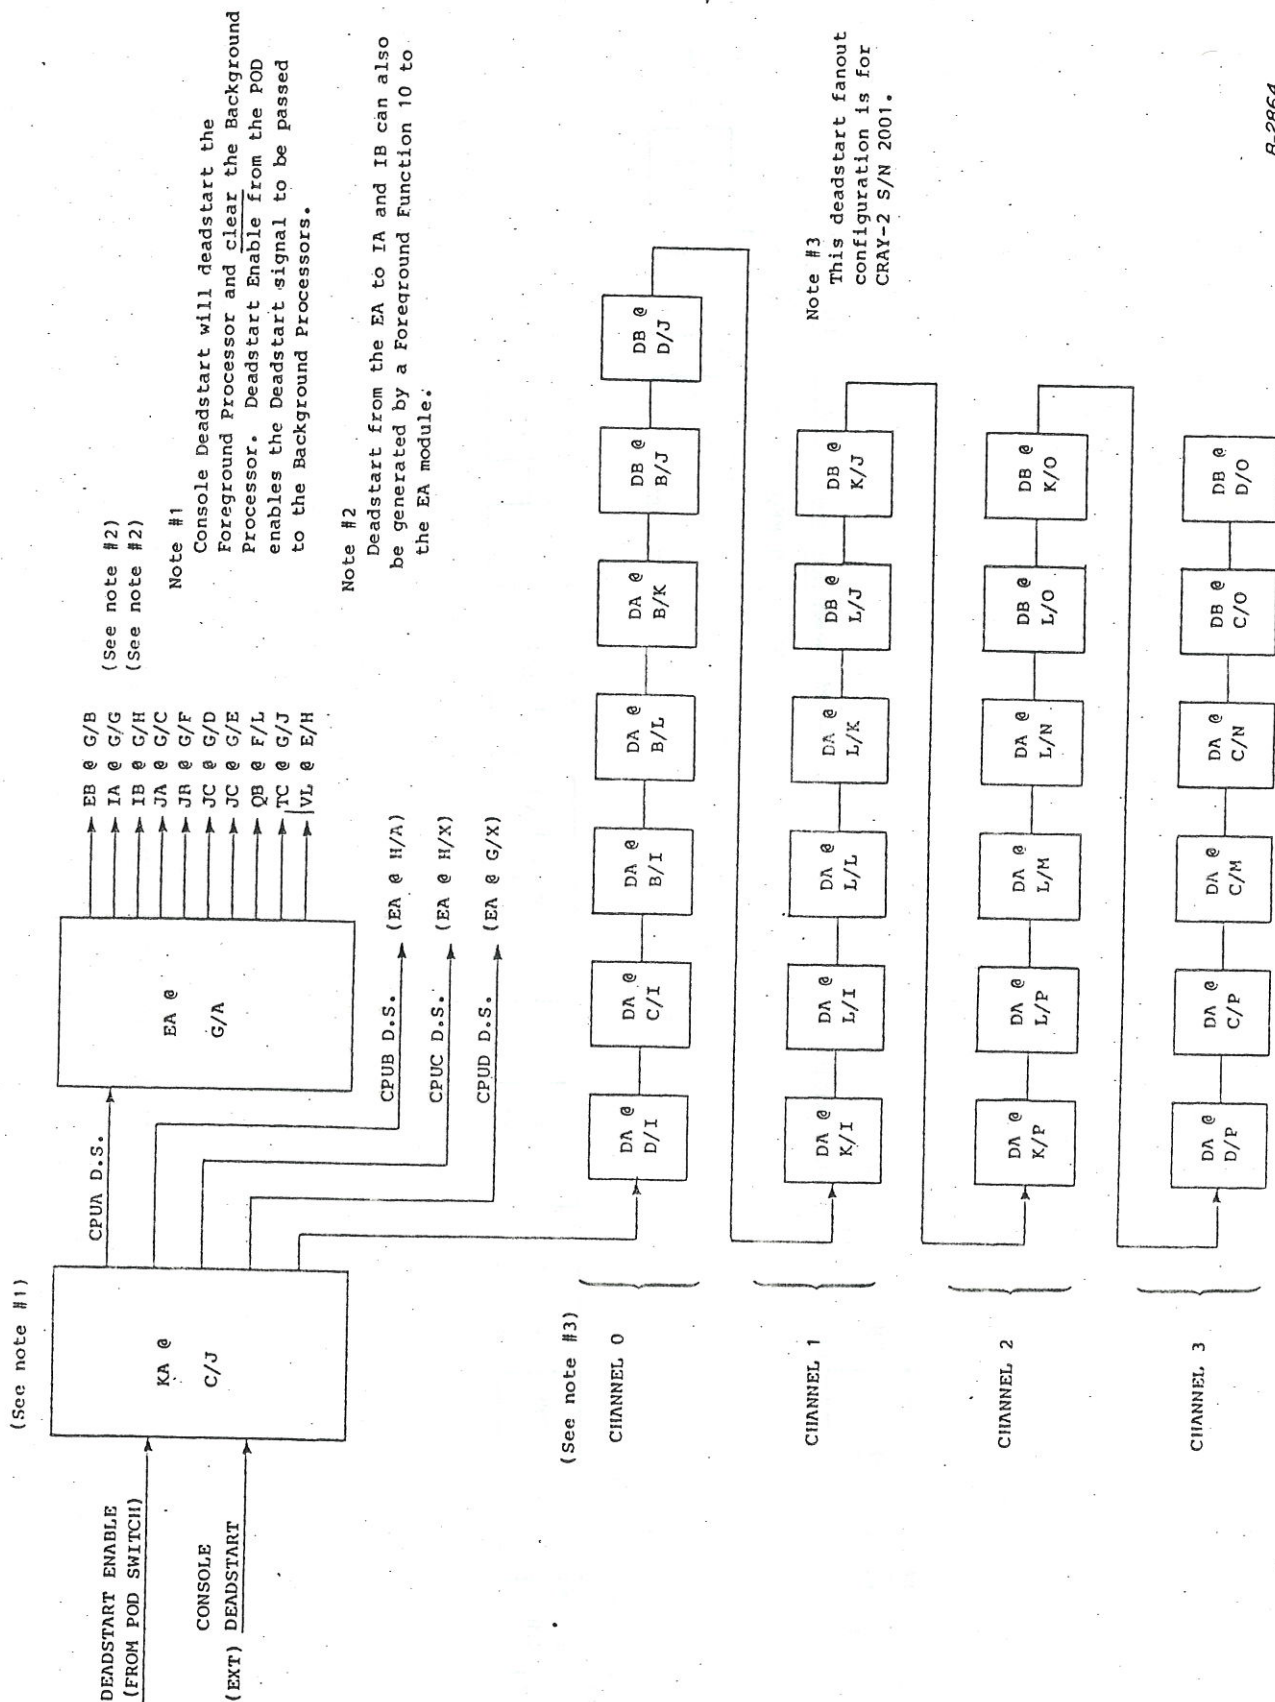 (See note #1)
DEADSTART ENABLE
(FROM POD SWITCH)
CONSOLE
(EXT) DEADSTART
KA @
C/J
CPUA D.S.
EA @
G/A
EB @ G/B
IA @ G/G (See note #2)
IB @ G/H (See note #2)
JA @ G/C
JB @ G/F
JC @ G/D
JC @ G/E
QB @ F/L
TC @ G/J
VL @ E/H
CPUB D.S. (EA @ H/A)
CPUC D.S. (EA @ H/X)
CPUD D.S. (EA @ G/X)
Note #1
Console Deadstart will deadstart the
Foreground Processor and clear the Background
Processor. Deadstart Enable from the POD
enables the Deadstart signal to be passed
to the Background Processors.
Note #2
Deadstart from the EA to IA and IB can also
be generated by a Foreground Function 10 to
the EA module.
(See note #3)
CHANNEL 0
DA @
D/I
DA @
C/I
DA @
B/I
DA @
B/L
DA @
B/K
DB @
B/J
DB @
D/J
CHANNEL 1
DA @
K/I
DA @
L/I
DA @
L/L
DA @
L/K
DB @
L/J
DB @
K/J
Note #3
This deadstart fanout
configuration is for
CRAY-2 S/N 2001.
CHANNEL 2
DA @
K/P
DA @
L/P
DA @
L/M
DA @
L/N
DB @
L/O
DB @
K/O
CHANNEL 3
DA @
D/P
DA @
C/P
DA @
C/M
DA @
C/N
DB @
C/O
DB @
D/O
B-2864